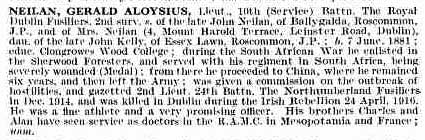 NEILAN, GERALD ALOYSIUS, Lieut., 10th (Service) Battn. The Royal
Dublin Fusiliers, 2nd surv. s. of the late John Neilan, of Ballygalda, Roscommon,
J.P., and of Mrs. Neilan (4, Mount Harold Terrace, Leinster Road, Dublin),
dau. of the late John Kelly, of Essex Lawn, Roscommon, J.P.; b. 7 June 1881;
educ. Clongowes Wood College; during the South African War he enlisted in
the Sherwood Foresters, and served with his regiment in South Africa, being
severely wounded (Medal); from there he proceeded to China, where he remained
six years, and then left the Army; was given a commission on the outbreak of
hostilities, and gazetted 2nd Lieut. 24th Battn. The Northumberland Fusiliers
in Dec. 1914, and was killed in Dublin during the Irish Rebellion 24 April, 1916.
He was a fine athlete and a very promising officer. His brothers Charles and
Alan have seen service as doctors in the R.A.M.C. in Mesopotamia and France;
unm.